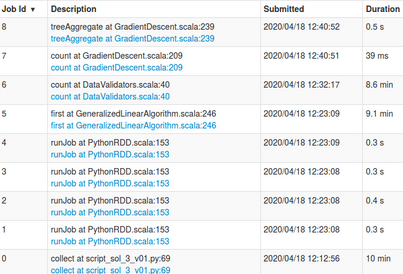 Job Id ▼ Description Submitted Duration
8 treeAggregate at GradientDescent.scala:239 2020/04/18 12:40:52 0.5 s
treeAggregate at GradientDescent.scala:239
7 count at GradientDescent.scala:209 2020/04/18 12:40:51 39 ms
count at GradientDescent.scala:209
6 count at DataValidators.scala:40 2020/04/18 12:32:17 8.6 min
count at DataValidators.scala:40
5 first at GeneralizedLinearAlgorithm.scala:246 2020/04/18 12:23:09 9.1 min
first at GeneralizedLinearAlgorithm.scala:246
4 runJob at PythonRDD.scala:153 2020/04/18 12:23:09 0.3 s
runJob at PythonRDD.scala:153
3 runJob at PythonRDD.scala:153 2020/04/18 12:23:08 0.3 s
runJob at PythonRDD.scala:153
2 runJob at PythonRDD.scala:153 2020/04/18 12:23:08 0.4 s
runJob at PythonRDD.scala:153
1 runJob at PythonRDD.scala:153 2020/04/18 12:23:08 0.3 s
runJob at PythonRDD.scala:153
0 collect at script_sol_3_v01.py:69 2020/04/18 12:12:56 10 min
collect at script_sol_3_v01.py:69